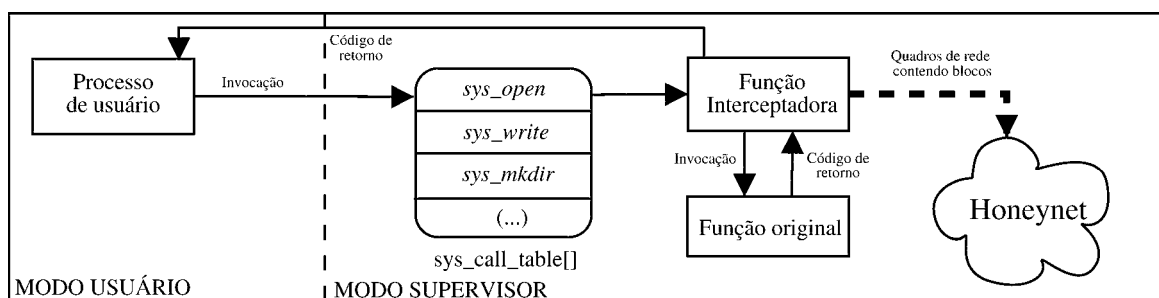 Código de
retorno
Quadros de rede
contendo blocos
Processo
de usuário
Invocação
sys_open
Função
Interceptadora
sys_write
sys_mkdir
Invocação
Código de
retorno
(...)
Função original
Honeynet
sys_call_table[]
MODO USUÁRIO
MODO SUPERVISOR